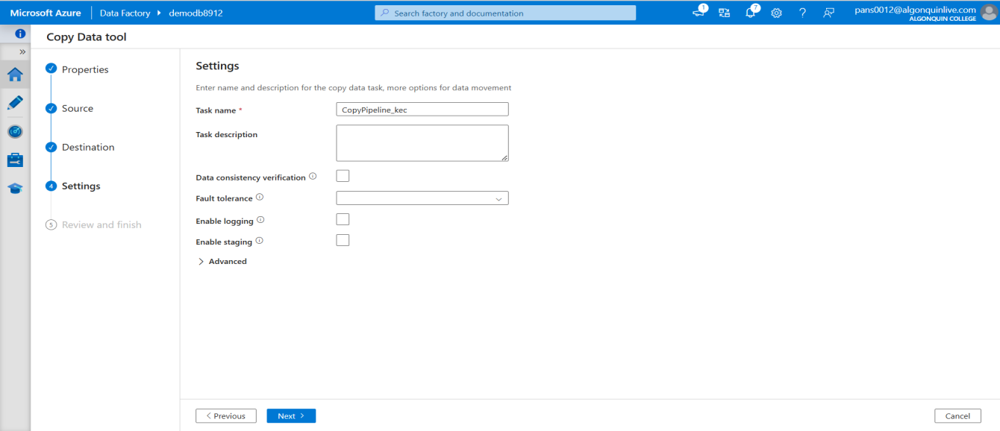 Microsoft Azure Data Factory demodb8912 Search factory and documentation 1 7 pans0012@algonquinlive.com
ALGONQUIN COLLEGE
Copy Data tool
Properties
Source
Destination
4 Settings
5 Review and finish
Settings
Enter name and description for the copy data task, more options for data movement
Task name * CopyPipeline_kec
Task description
Data consistency verification
Fault tolerance
Enable logging
Enable staging
Advanced
< Previous Next > Cancel